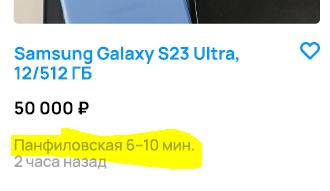 Samsung Galaxy S23 Ultra,
12/512 ГБ
50 000 ₽
Панфиловская 6–10 мин.
2 часа назад